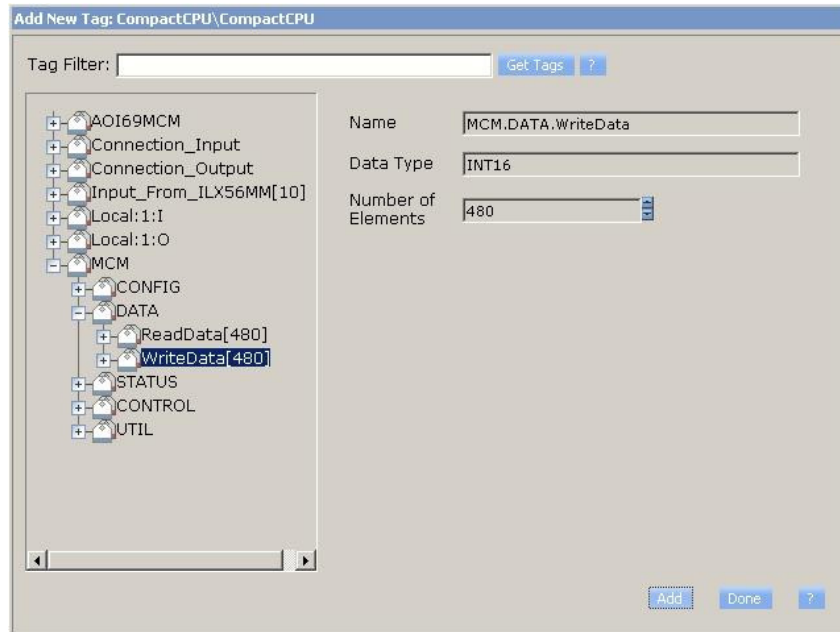 Add New Tag: CompactCPU\CompactCPU
Tag Filter:
Get Tags
?
AOI69MCM
Connection_Input
Connection_Output
Input_From_ILX56MM[10]
Local:1:I
Local:1:O
MCM
CONFIG
DATA
ReadData[480]
WriteData[480]
STATUS
CONTROL
UTIL
Name
MCM.DATA.WriteData
Data Type
INT16
Number of
Elements
480
Add
Done
?